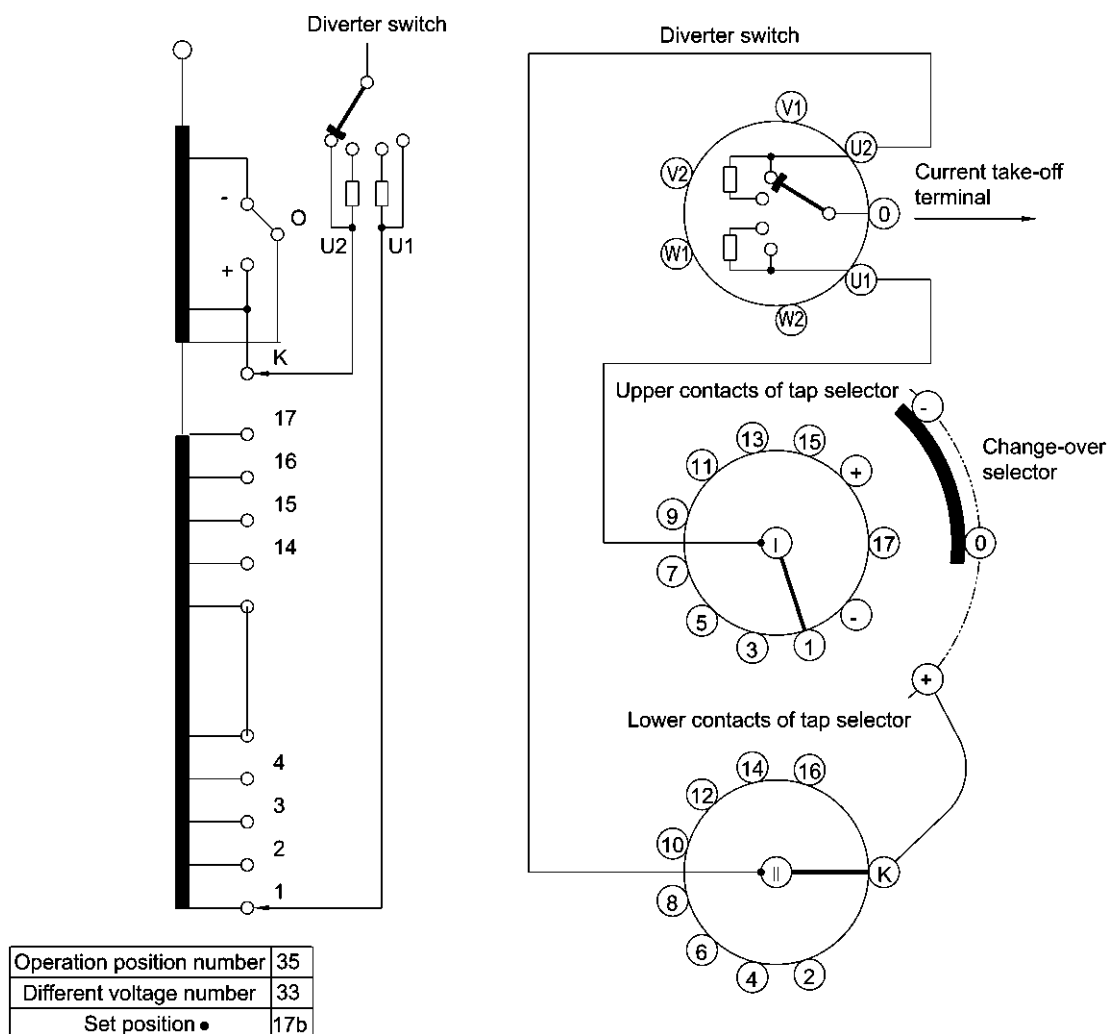 Diverter switch
-
O
+
U2
U1
K
17
16
15
14
4
3
2
1
Diverter switch
V1
V2
U2
0
W1
U1
W2
Current take-off
terminal
Upper contacts of tap selector
-
Change-over
selector
0
+
13
15
11
+
9
I
17
7
-
5
3
1
Lower contacts of tap selector
14
16
12
10
II
K
8
6
4
2
Operation position number 35
Different voltage number 33
Set position ● 17b